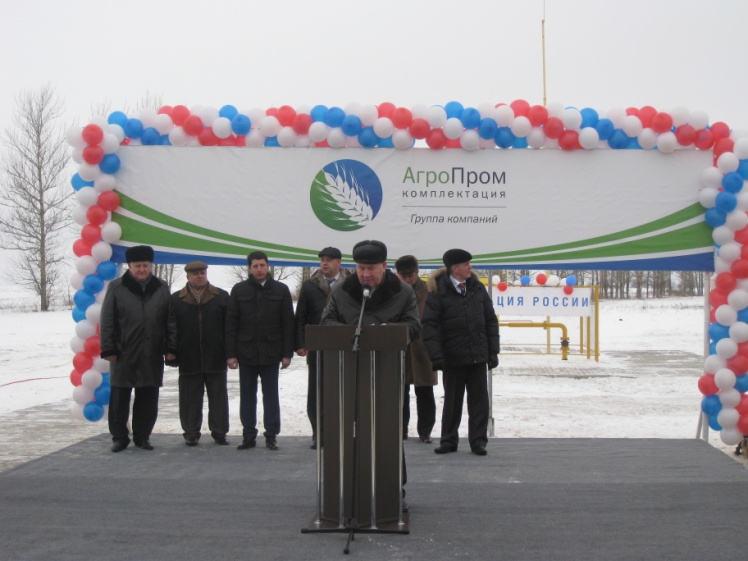 АгроПром
комплектация
Группа компаний
ЦИЯ РОССИИ